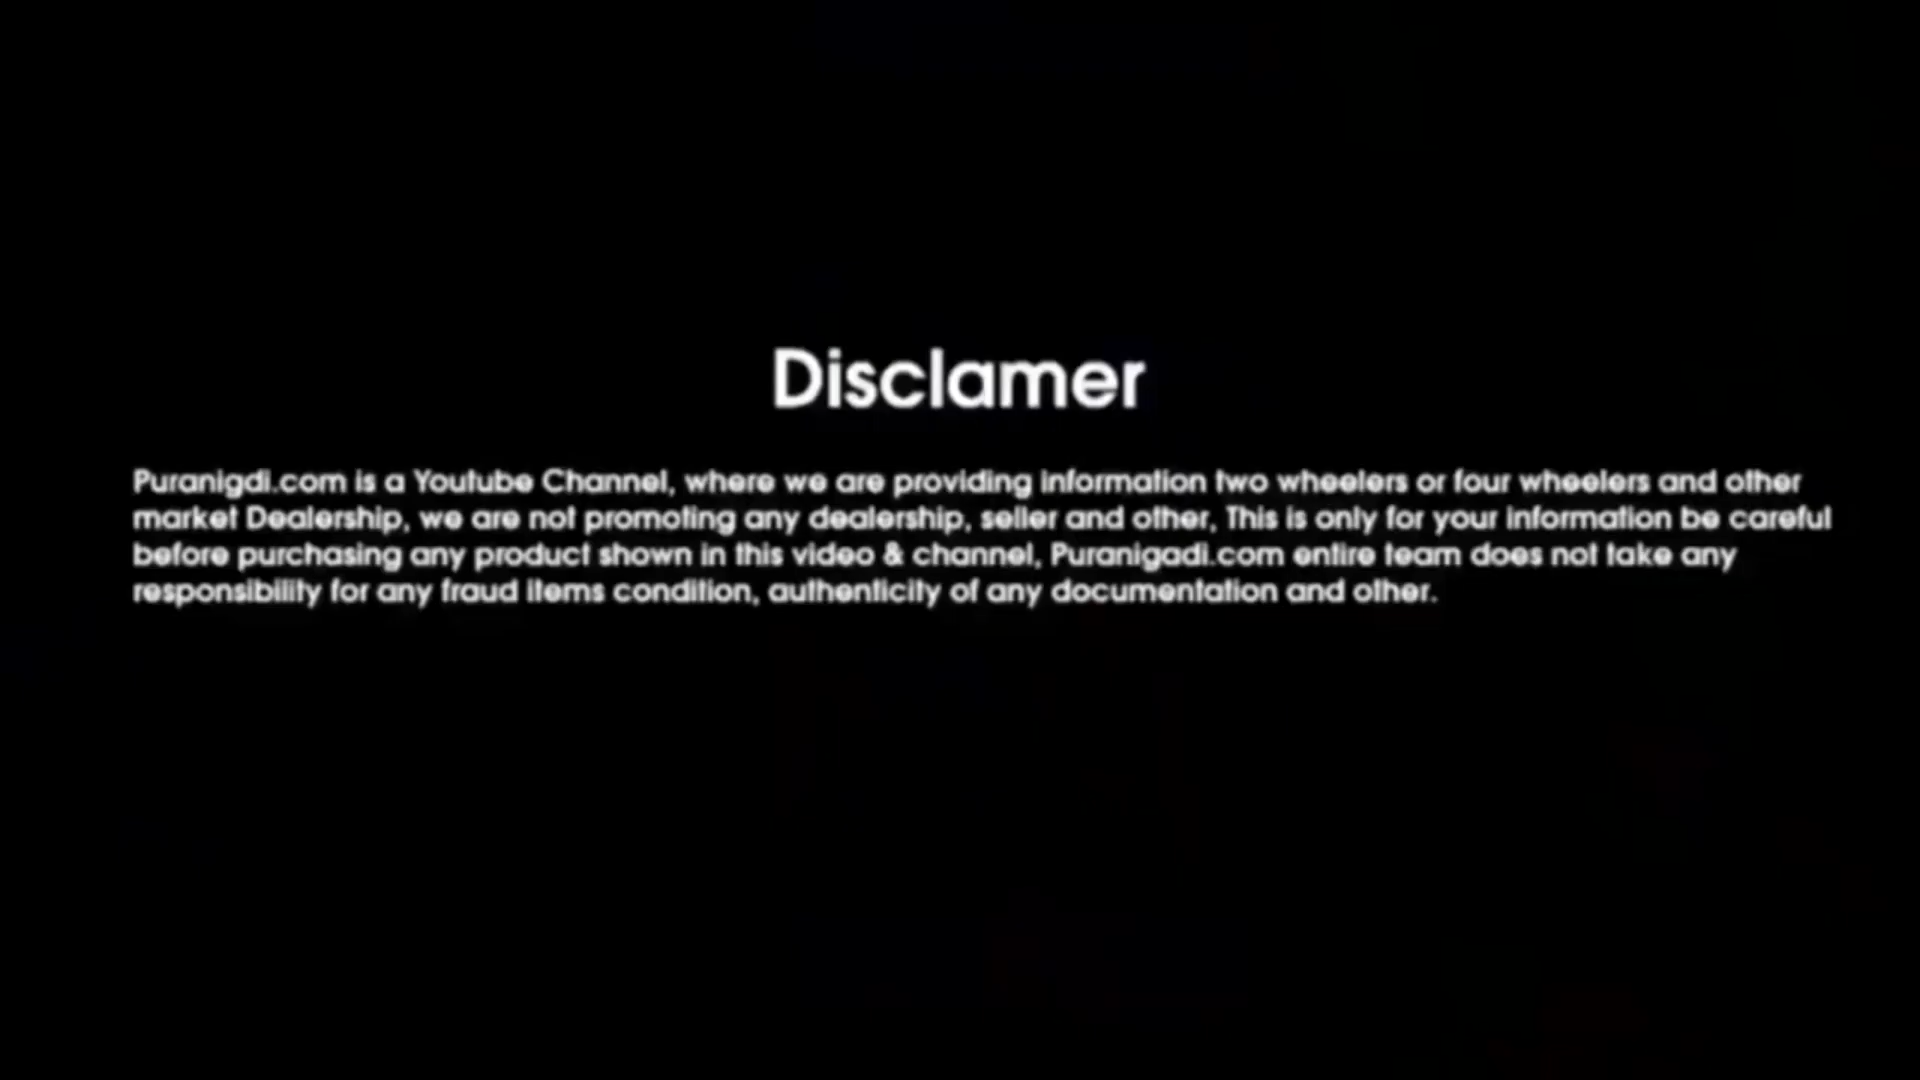 Disclamer
Puranigdi.com is a Youtube Channel, where we are providing information two wheelers or four wheelers and other
market Dealership, we are not promoting any dealership, seller and other, This is only for your information be careful
before purchasing any product shown in this video & channel, Puranigadi.com entire team does not take any
responsibility for any fraud items condition, authenticity of any documentation and other.